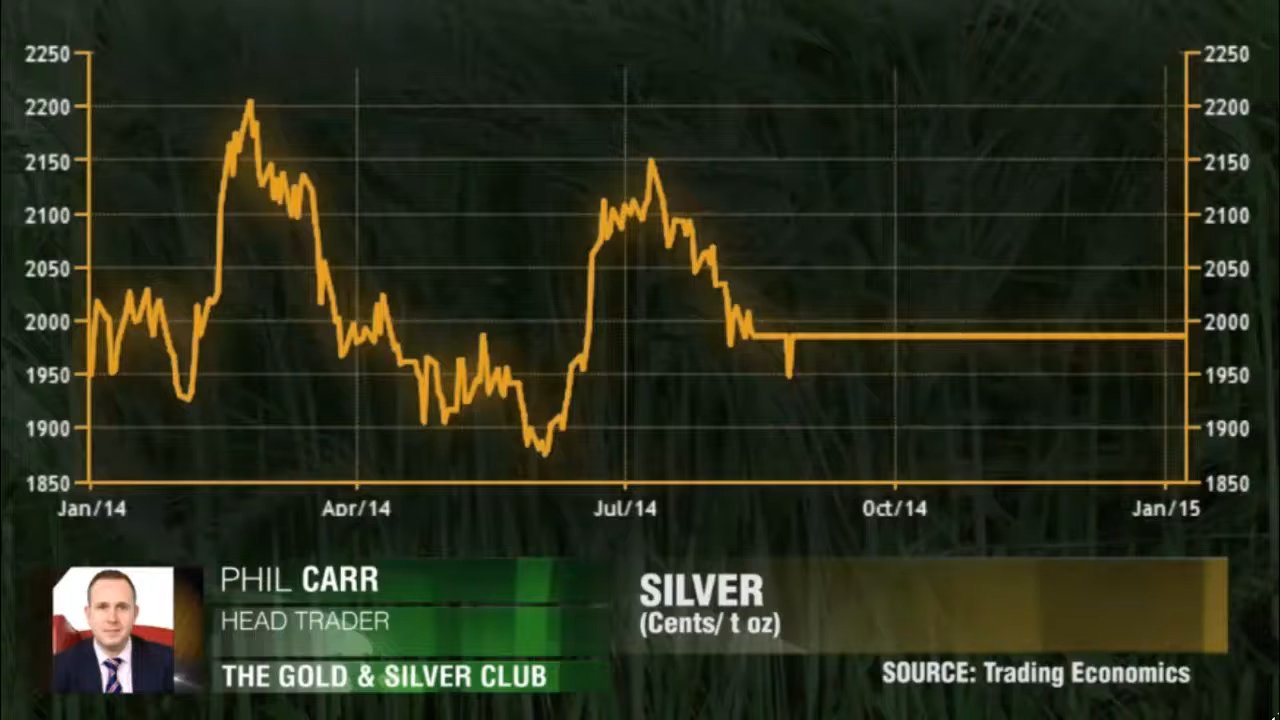 2250 2250
2200 2200
2150 2150
2100 2100
2050 2050
2000 2000
1950 1950
1900 1900
1850 1850
Jan/14 Apr/14 Jul/14 Oct/14 Jan/15
PHIL CARR
HEAD TRADER
THE GOLD & SILVER CLUB
SILVER
(Cents/ t oz)
SOURCE: Trading Economics